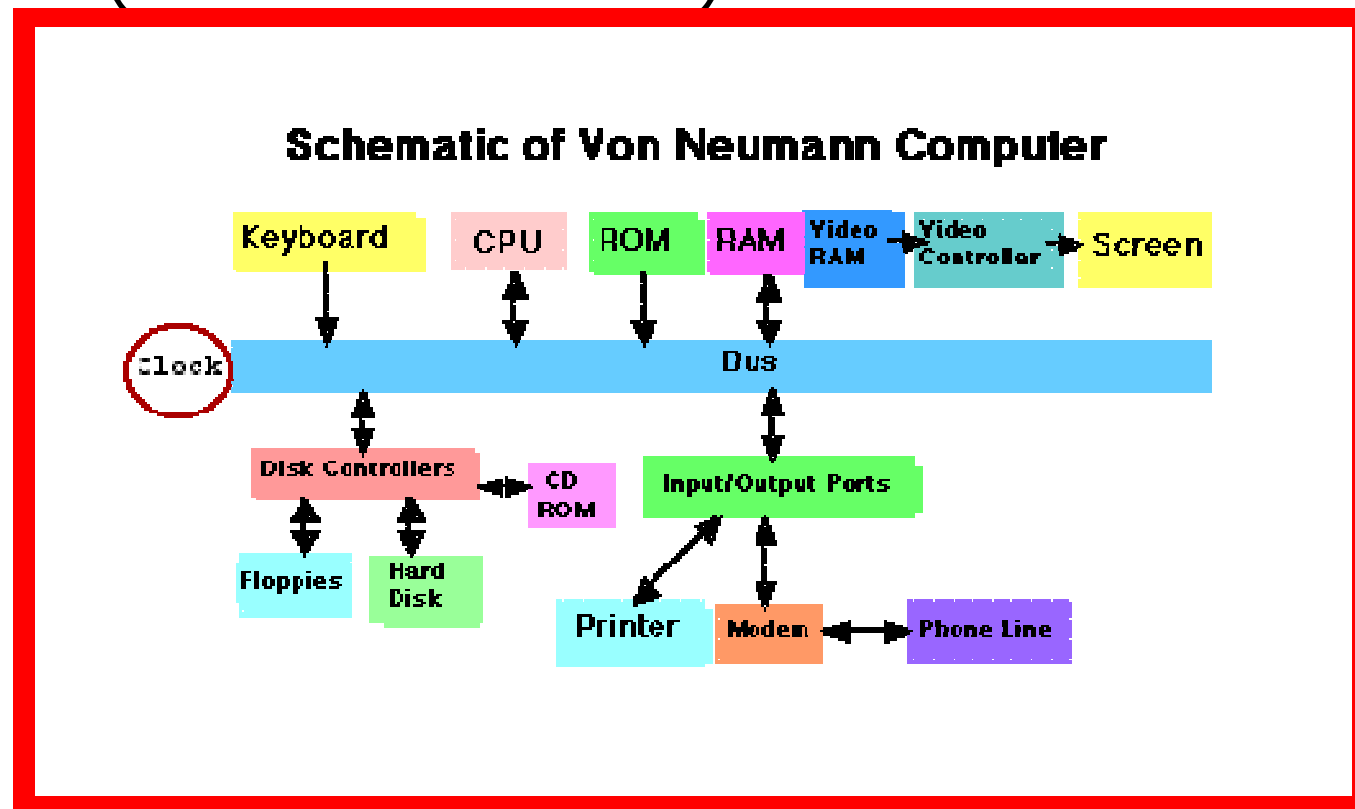 Schematic of Von Neumann Computer
Keyboard
CPU
ROM
RAM
Video
RAM
Video
Controller
Screen
Clock
Bus
Disk Controllers
CD
ROM
Input/Output Ports
Floppies
Hard
Disk
Printer
Modem
Phone Line